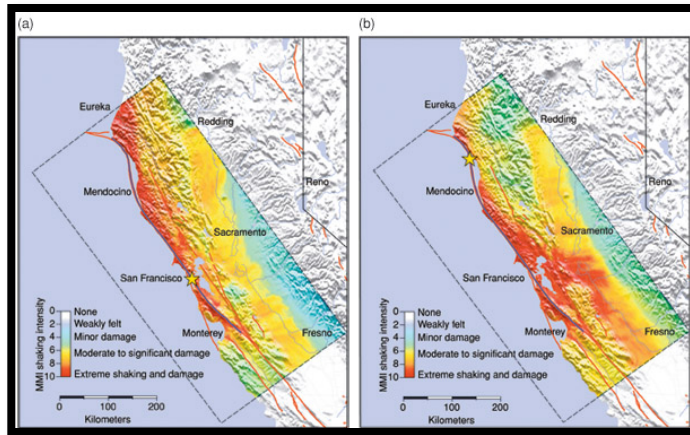 (a)
Eureka
Redding
Mendocino
Reno
Sacramento
San Francisco
Monterey
Fresno
MMI shaking intensity
0 None
2 Weakly felt
4 Minor damage
6 Moderate to significant damage
8
10 Extreme shaking and damage
0 100 200
Kilometers
(b)
Eureka
Redding
Mendocino
Reno
Sacramento
San Francisco
Monterey
Fresno
MMI shaking intensity
0 None
2 Weakly felt
4 Minor damage
6 Moderate to significant damage
8
10 Extreme shaking and damage
0 100 200
Kilometers